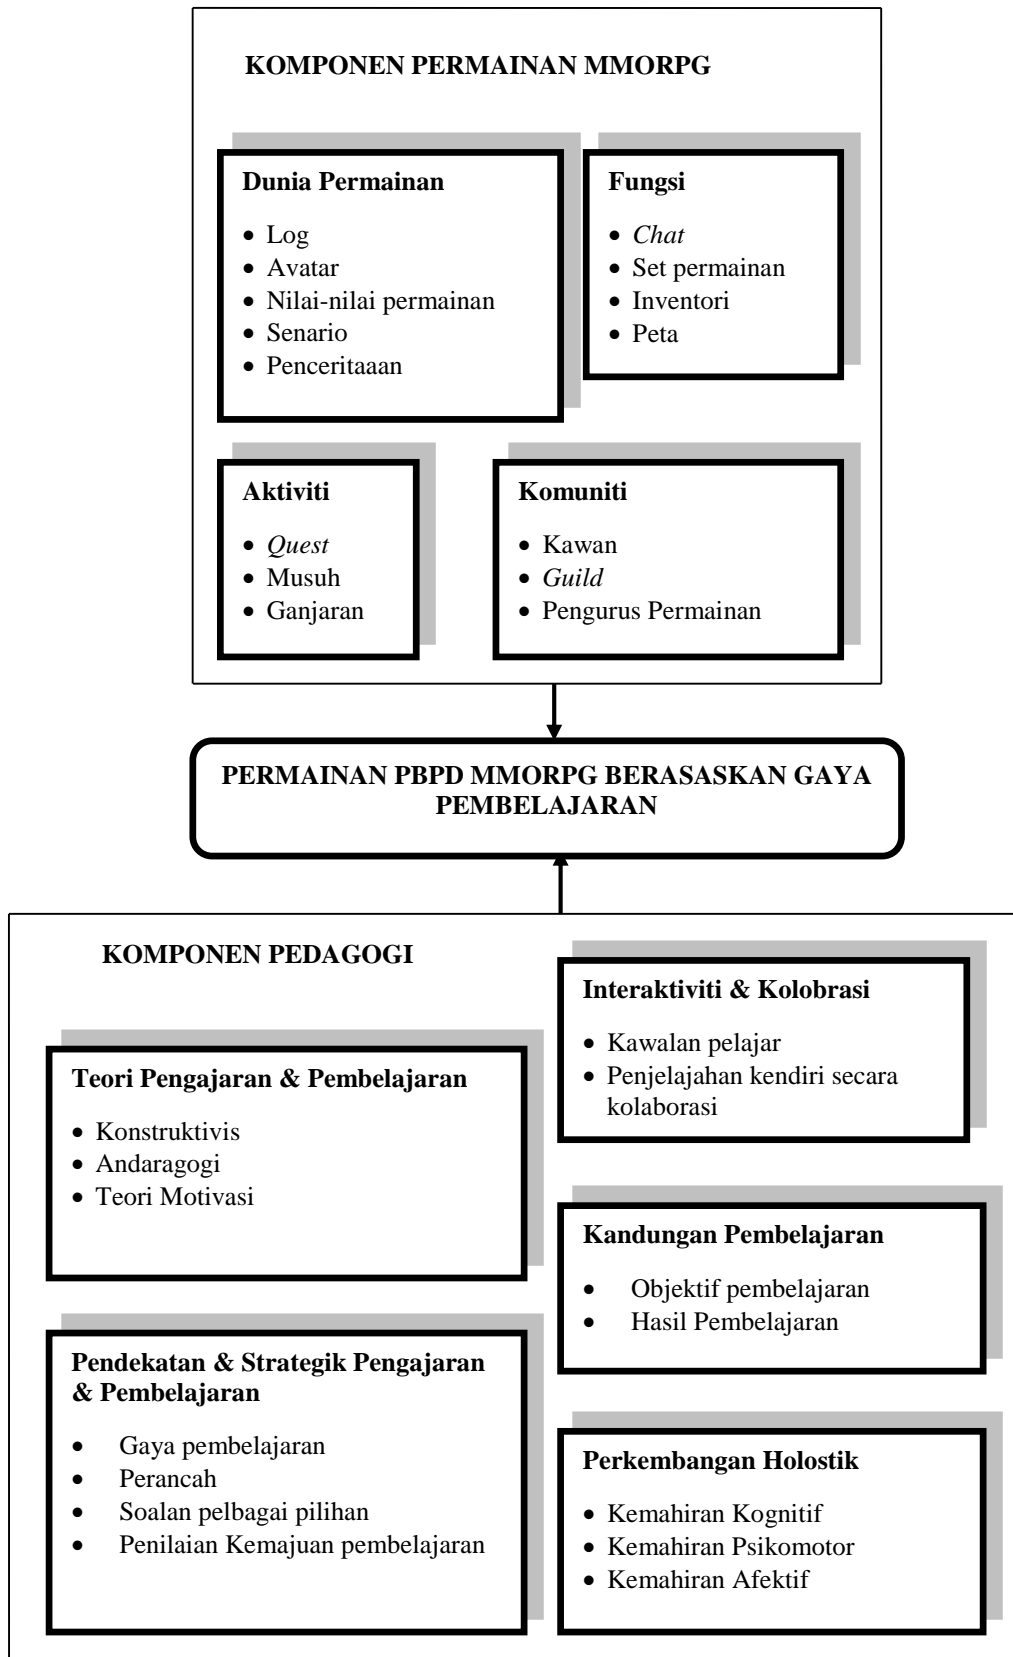 KOMPONEN PERMAINAN MMORPG
Dunia Permainan
• Log
• Avatar
• Nilai-nilai permainan
• Senario
• Penceritaaan
Fungsi
• Chat
• Set permainan
• Inventori
• Peta
Aktiviti
• Quest
• Musuh
• Ganjaran
Komuniti
• Kawan
• Guild
• Pengurus Permainan
PERMAINAN PBPD MMORPG BERASASKAN GAYA
PEMBELAJARAN
KOMPONEN PEDAGOGI
Teori Pengajaran & Pembelajaran
• Konstruktivis
• Andaragogi
• Teori Motivasi
Pendekatan & Strategik Pengajaran
& Pembelajaran
• Gaya pembelajaran
• Perancah
• Soalan pelbagai pilihan
• Penilaian Kemajuan pembelajaran
Interaktiviti & Kolobrasi
• Kawalan pelajar
• Penjelajahan kendiri secara
kolaborasi
Kandungan Pembelajaran
• Objektif pembelajaran
• Hasil Pembelajaran
Perkembangan Holostik
• Kemahiran Kognitif
• Kemahiran Psikomotor
• Kemahiran Afektif